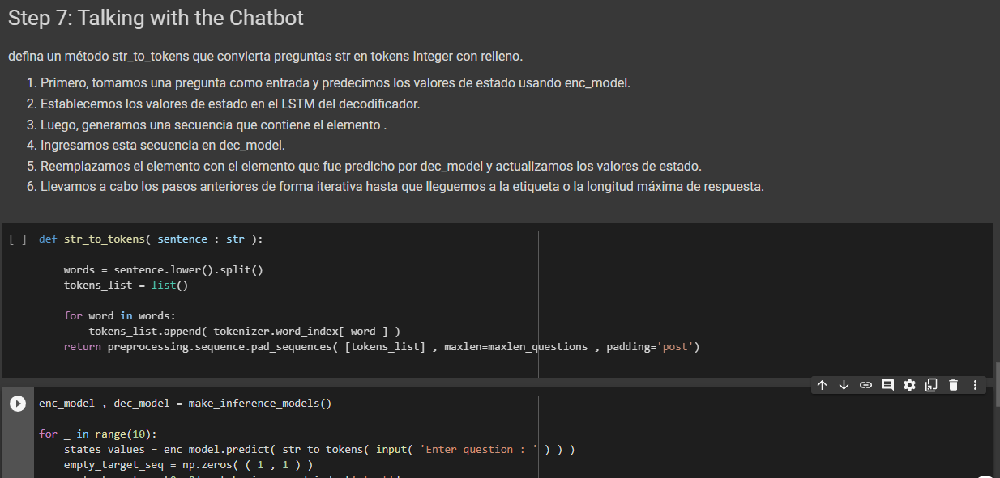 Step 7: Talking with the Chatbot
defina un método str_to_tokens que convierta preguntas str en tokens Integer con relleno.
1. Primero, tomamos una pregunta como entrada y predecimos los valores de estado usando enc_model.
2. Establecemos los valores de estado en el LSTM del decodificador.
3. Luego, generamos una secuencia que contiene el elemento .
4. Ingresamos esta secuencia en dec_model.
5. Reemplazamos el elemento con el elemento que fue predicho por dec_model y actualizamos los valores de estado.
6. Llevamos a cabo los pasos anteriores de forma iterativa hasta que lleguemos a la etiqueta o la longitud máxima de respuesta.
[ ] def str_to_tokens( sentence : str ):
words = sentence.lower().split()
tokens_list = list()
for word in words:
tokens_list.append( tokenizer.word_index[ word ] )
return preprocessing.sequence.pad_sequences( [tokens_list] , maxlen=maxlen_questions , padding='post')
enc_model , dec_model = make_inference_models()
for _ in range(10):
states_values = enc_model.predict( str_to_tokens( input( 'Enter question : ' ) ) )
empty_target_seq = np.zeros( ( 1 , 1 ) )